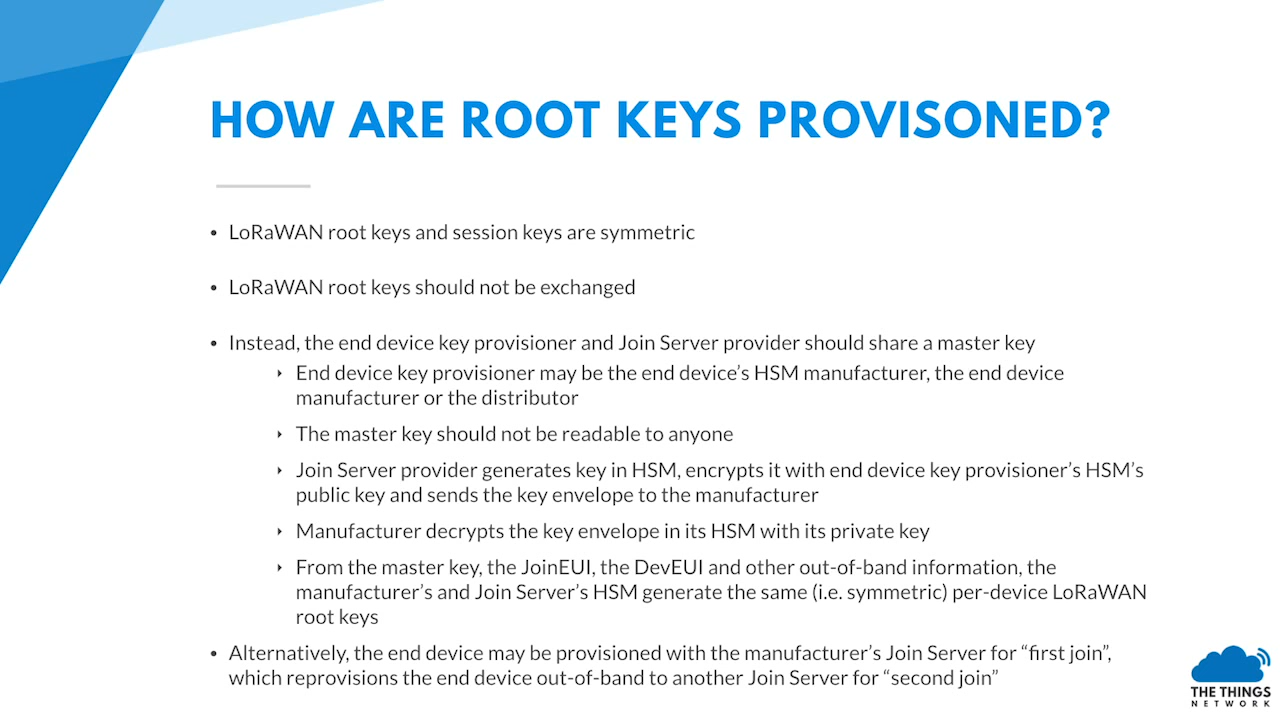 HOW ARE ROOT KEYS PROVISONED?
• LoRaWAN root keys and session keys are symmetric
• LoRaWAN root keys should not be exchanged
• Instead, the end device key provisioner and Join Server provider should share a master key
‣ End device key provisioner may be the end device's HSM manufacturer, the end device
manufacturer or the distributor
‣ The master key should not be readable to anyone
‣ Join Server provider generates key in HSM, encrypts it with end device key provisioner's HSM's
public key and sends the key envelope to the manufacturer
‣ Manufacturer decrypts the key envelope in its HSM with its private key
‣ From the master key, the JoinEUI, the DevEUI and other out-of-band information, the
manufacturer's and Join Server's HSM generate the same (i.e. symmetric) per-device LoRaWAN
root keys
• Alternatively, the end device may be provisioned with the manufacturer's Join Server for “first join”,
which reprovisions the end device out-of-band to another Join Server for “second join”
THE THINGS
NETWORK